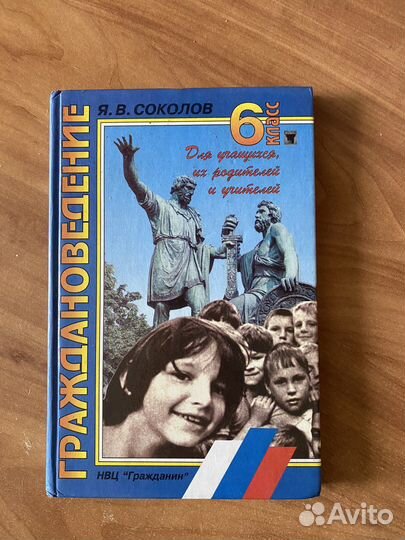 ГРАЖДАНОВЕДЕНИЕ
Я. В. СОКОЛОВ
6
класс
Для учащихся,
их родителей
и учителей
НВЦ "Гражданин"
Avito